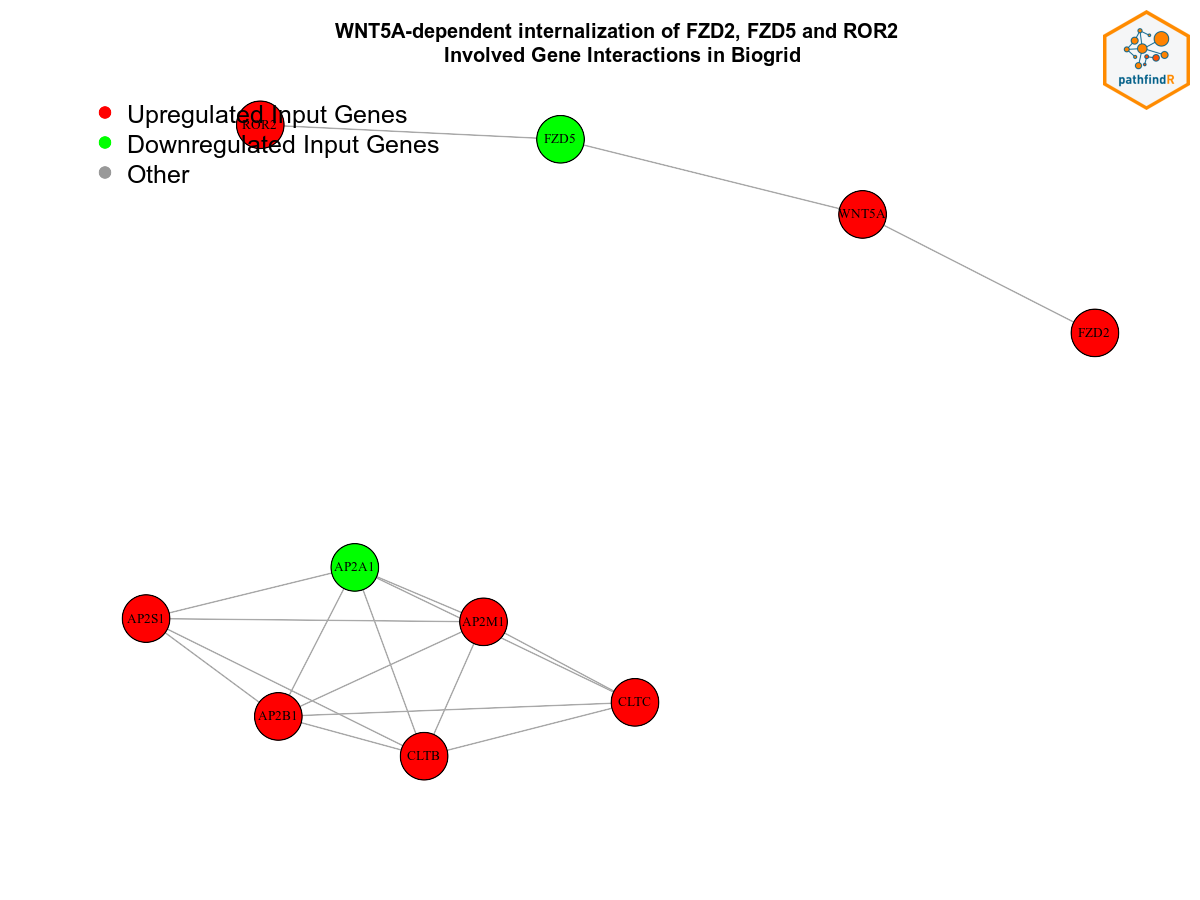 WNT5A-dependent internalization of FZD2, FZD5 and ROR2
Involved Gene Interactions in Biogrid
pathfindR
Upregulated Input Genes
Downregulated Input Genes
Other
ROR2
FZD5
WNT5A
FZD2
AP2A1
AP2S1
AP2M1
CLTC
AP2B1
CLTB